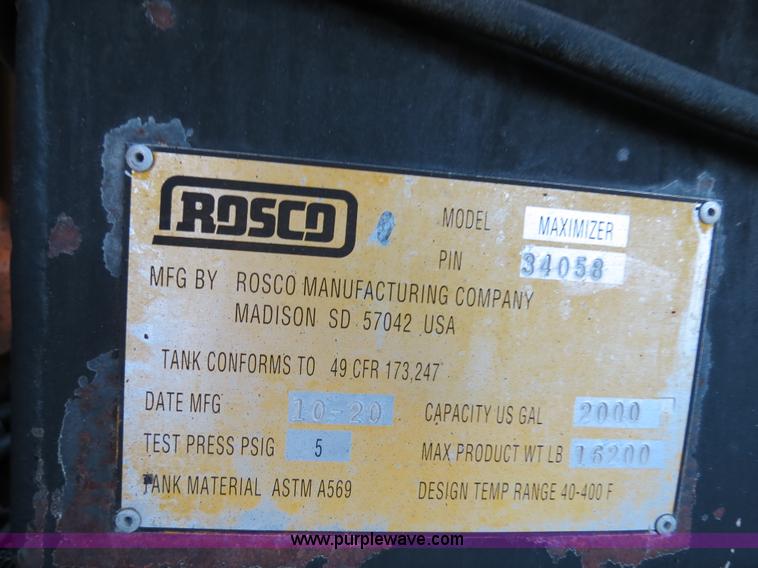 ROSCO
MODEL MAXIMIZER
PIN 34058
MFG BY ROSCO MANUFACTURING COMPANY
MADISON SD 57042 USA
TANK CONFORMS TO 49 CFR 173,247
DATE MFG 10-20 CAPACITY US GAL 2000
TEST PRESS PSIG 5 MAX PRODUCT WT LB 16200
TANK MATERIAL ASTM A569 DESIGN TEMP RANGE 40-400 F
www.purplewave.com